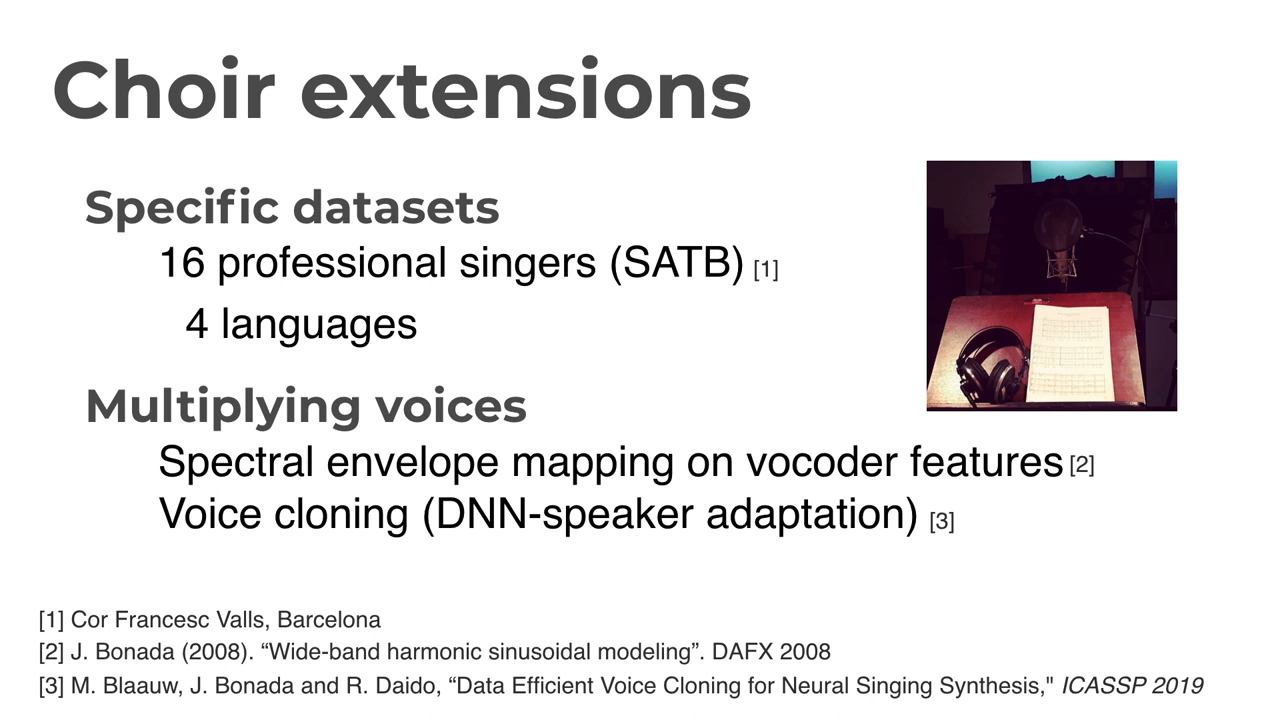 Choir extensions
Specific datasets
16 professional singers (SATB) [1]
4 languages
Multiplying voices
Spectral envelope mapping on vocoder features [2]
Voice cloning (DNN-speaker adaptation) [3]
[1] Cor Francesc Valls, Barcelona
[2] J. Bonada (2008). “Wide-band harmonic sinusoidal modeling”. DAFX 2008
[3] M. Blaauw, J. Bonada and R. Daido, “Data Efficient Voice Cloning for Neural Singing Synthesis," ICASSP 2019